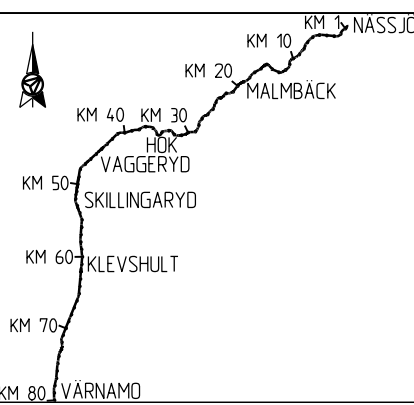 KM 1 NÄSSJÖ
KM 10
KM 20
MALMBÄCK
KM 40 KM 30
HOK
VAGGERYD
KM 50
SKILLINGARYD
KM 60 KLEVSHULT
KM 70
KM 80 VÄRNAMO